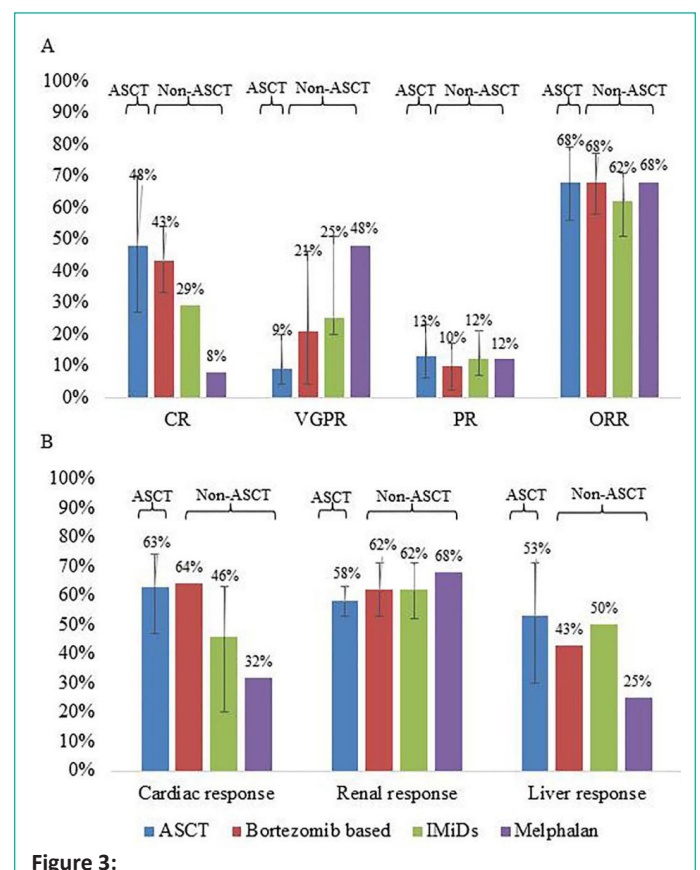 A
100%
90%
80%
70%
60%
50%
40%
30%
20%
10%
0%
ASCT Non-ASCT ASCT Non-ASCT ASCT Non-ASCT ASCT Non-ASCT
48% 43% 29% 8% 9% 21% 25% 48% 13% 10% 12% 12% 68% 68% 62% 68%
CR VGPR PR ORR
B
100%
90%
80%
70%
60%
50%
40%
30%
20%
10%
0%
ASCT Non-ASCT ASCT Non-ASCT ASCT Non-ASCT
63% 64% 46% 32% 58% 62% 62% 68% 53% 43% 50% 25%
Cardiac response Renal response Liver response
ASCT Bortezomib based IMiDs Melphalan
Figure 3: